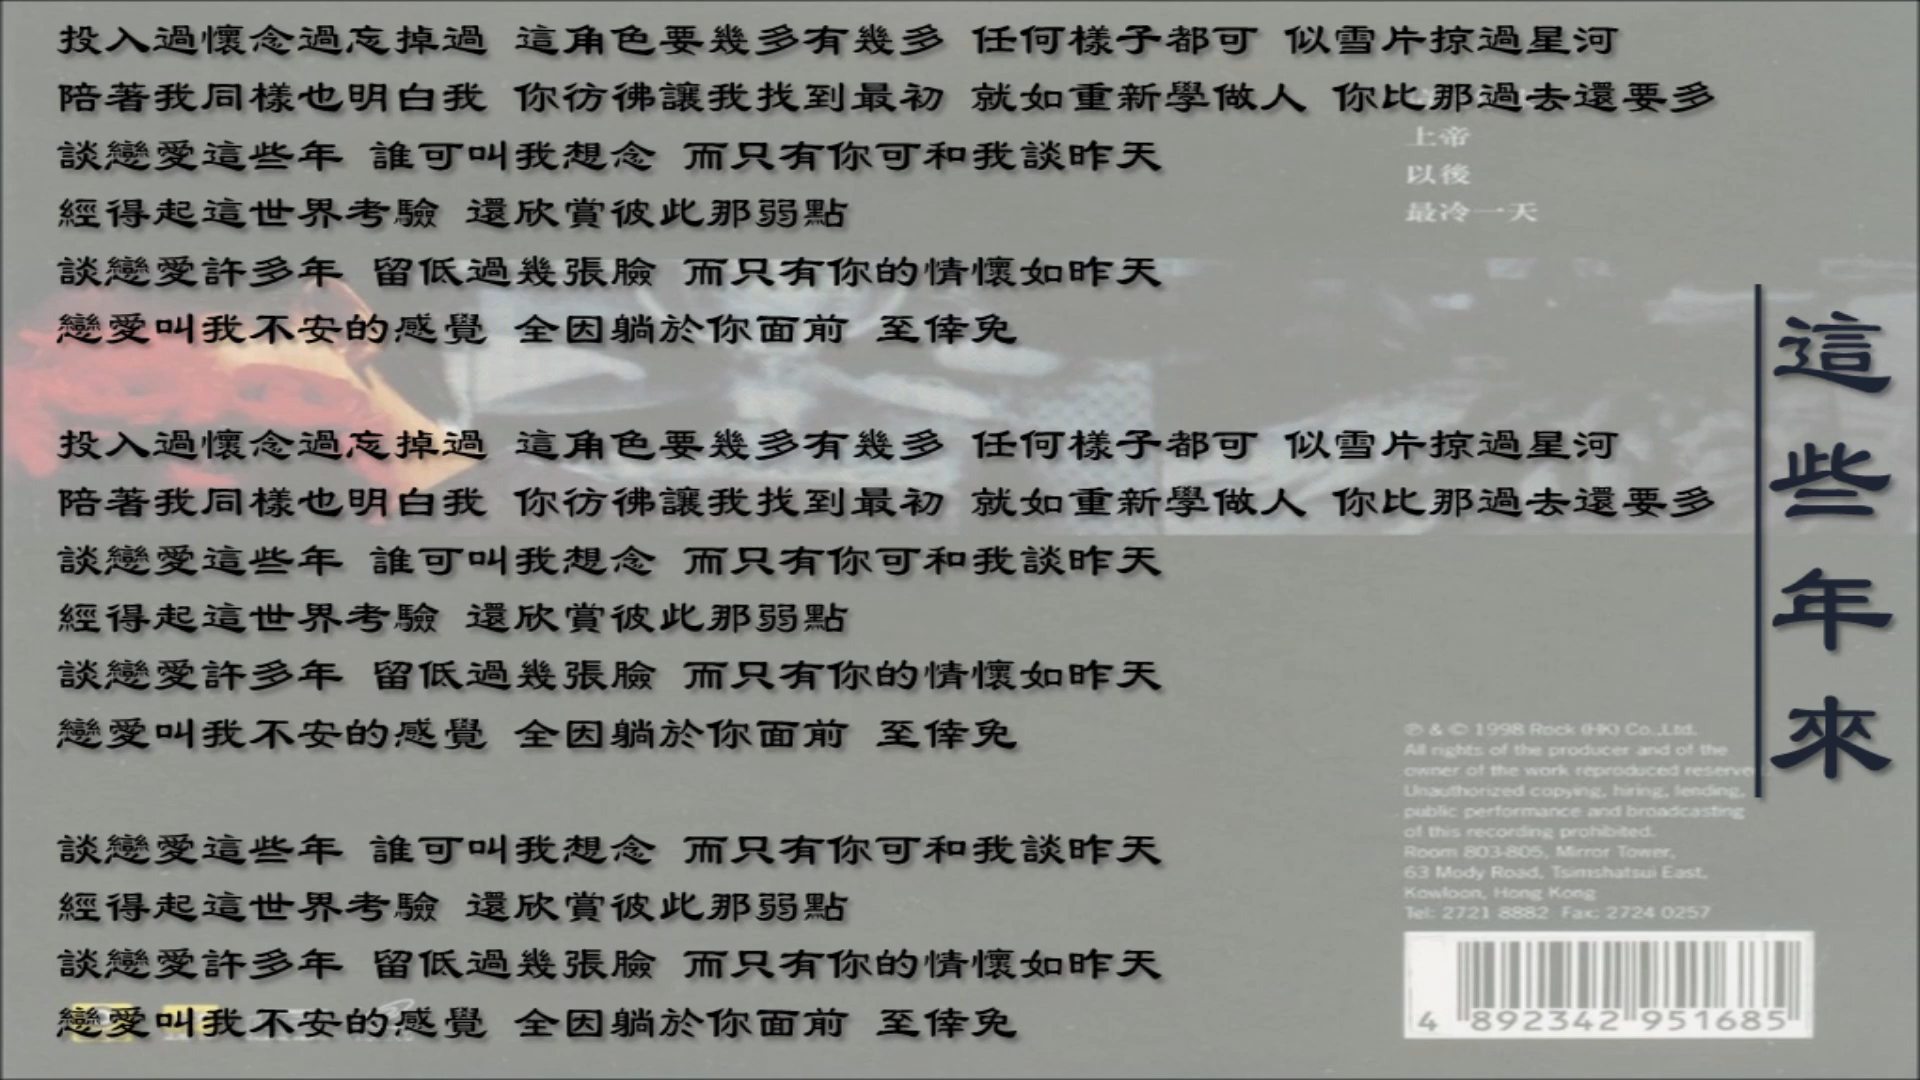 投入過懷念過忘掉過 這角色要幾多有幾多 任何樣子都可 似雪片掠過星河
陪著我同樣也明白我 你彷彿讓我找到最初 就如重新學做人 你比那過去還要多
談戀愛這些年 誰可叫我想念 而只有你可和我談昨天
經得起這世界考驗 還欣賞彼此那弱點
談戀愛許多年 留低過幾張臉 而只有你的情懷如昨天
戀愛叫我不安的感覺 全因躺於你面前 至倖免
投入過懷念過忘掉過 這角色要幾多有幾多 任何樣子都可 似雪片掠過星河
陪著我同樣也明白我 你彷彿讓我找到最初 就如重新學做人 你比那過去還要多
談戀愛這些年 誰可叫我想念 而只有你可和我談昨天
經得起這世界考驗 還欣賞彼此那弱點
談戀愛許多年 留低過幾張臉 而只有你的情懷如昨天
戀愛叫我不安的感覺 全因躺於你面前 至倖免
談戀愛這些年 誰可叫我想念 而只有你可和我談昨天
經得起這世界考驗 還欣賞彼此那弱點
談戀愛許多年 留低過幾張臉 而只有你的情懷如昨天
戀愛叫我不安的感覺 全因躺於你面前 至倖免
上帝
以後
最冷一天
這些年來
℗ & © 1998 Rock (HK) Co.,Ltd.
All rights of the producer and of the
owner of the work reproduced reserved.
Unauthorized copying, hiring, lending,
public performance and broadcasting
of this recording prohibited.
Room 803-805, Mirror Tower,
63 Mody Road, Tsimshatsui East,
Kowloon, Hong Kong
Tel: 2721 8882 Fax: 2724 0257
4 892342 951685